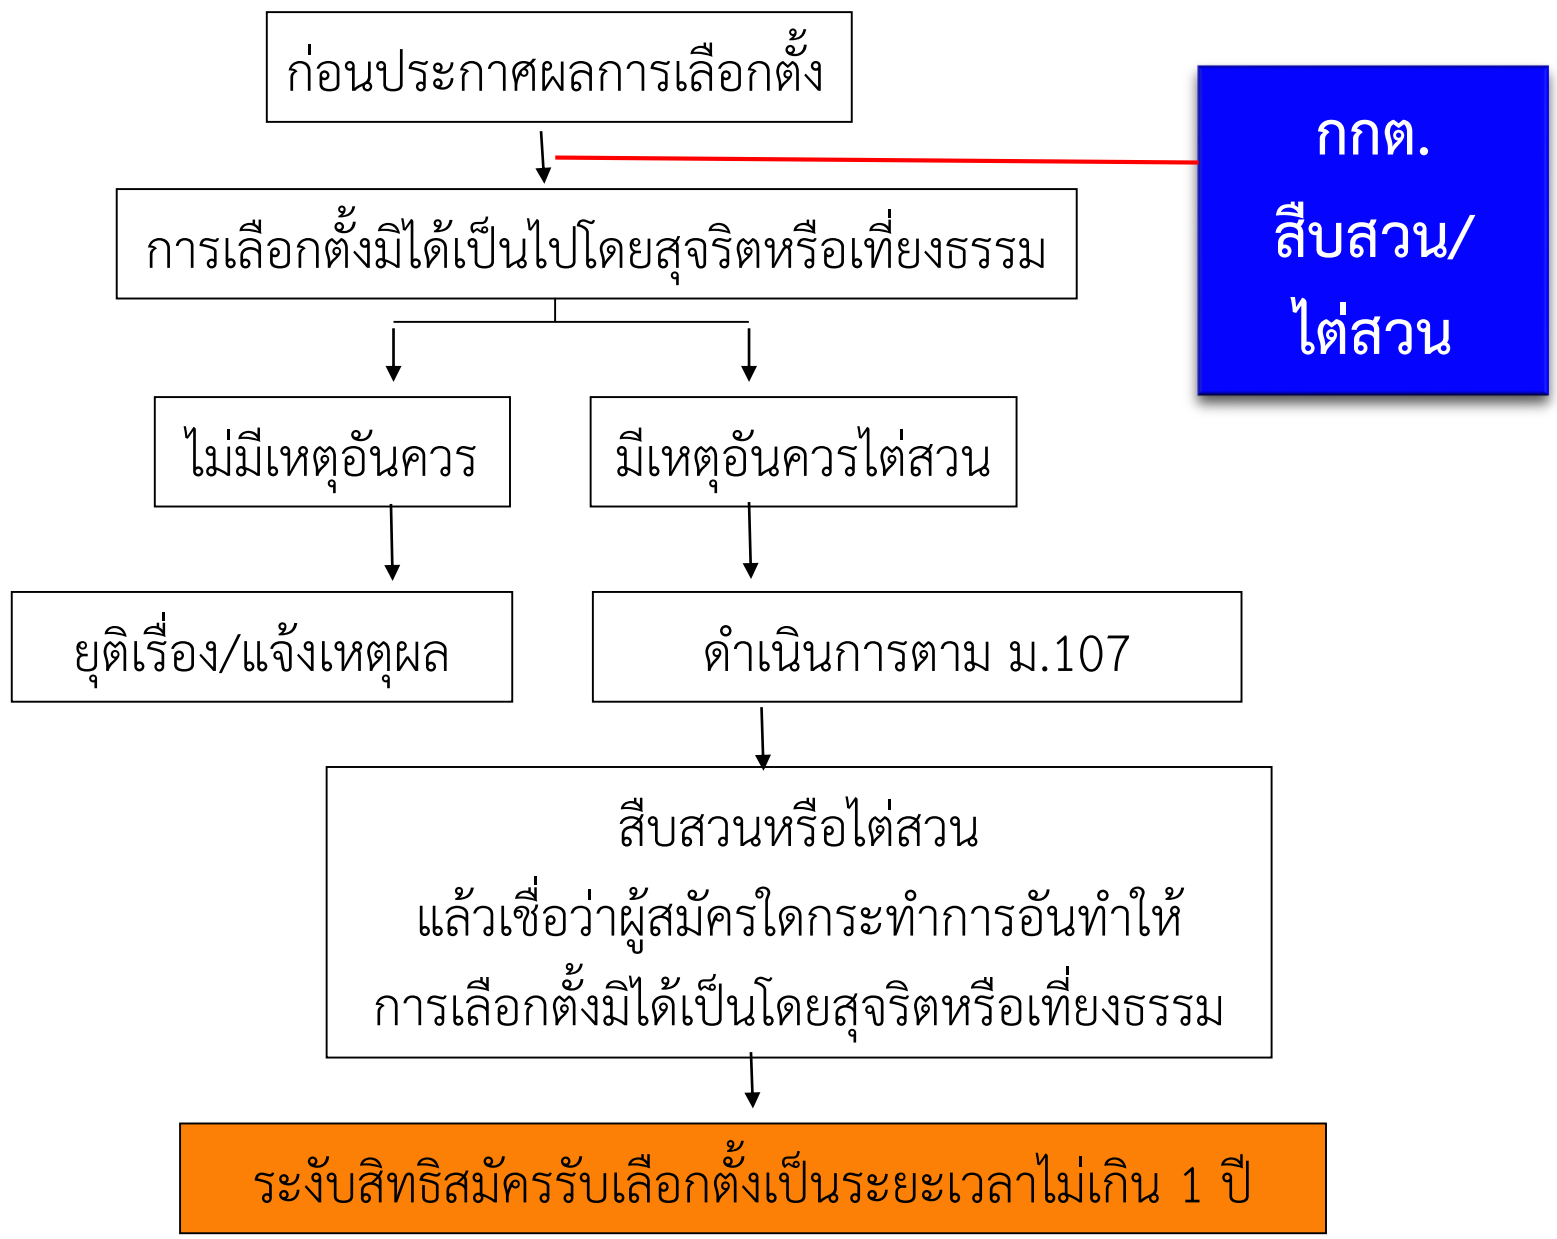 ก่อนประกาศผลการเลือกตั้ง
กกต.
สืบสวน/
ไต่สวน
การเลือกตั้งมิได้เป็นไปโดยสุจริตหรือเที่ยงธรรม
ไม่มีเหตุอันควร
มีเหตุอันควรไต่สวน
ยุติเรื่อง/แจ้งเหตุผล
ดำเนินการตาม ม.107
สืบสวนหรือไต่สวน
แล้วเชื่อว่าผู้สมัครใดกระทำการอันทำให้
การเลือกตั้งมิได้เป็นโดยสุจริตหรือเที่ยงธรรม
ระงับสิทธิสมัครรับเลือกตั้งเป็นระยะเวลาไม่เกิน 1 ปี